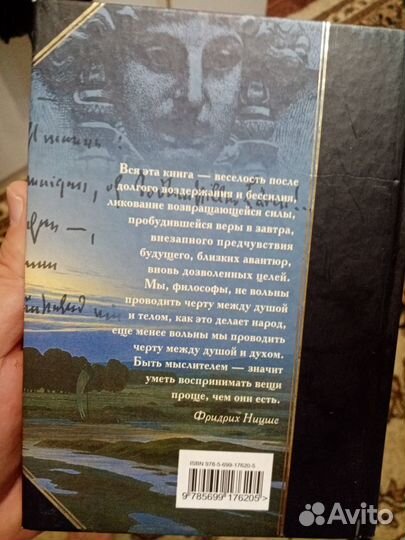 Вся эта книга — веселость после
долгого воздержания и бессилия,
ликование возвращающейся силы,
пробудившейся веры в завтра,
внезапного предчувствия
будущего, близких авантюр,
вновь дозволенных целей.
Мы, философы, не вольны
проводить черту между душой
и телом, как это делает народ,
еще менее вольны мы проводить
черту между душой и духом.
Быть мыслителем — значит
уметь воспринимать вещи
проще, чем они есть.
Фридрих Ницше
ISBN 978-5-699-17620-5
9 785699 176205 >
Avito